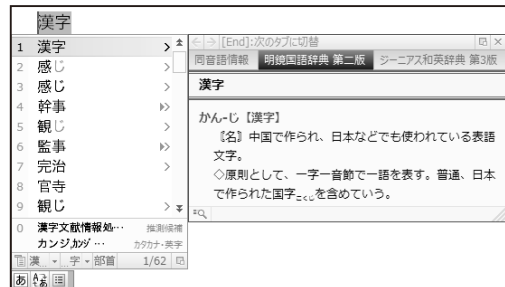 漢字
1 漢字
2 感じ
3 感じ
4 幹事
5 観じ
6 監事
7 完治
8 官寺
9 観じ
0 漢字文献情報処… 推測候補
カンジ,カンジ … カタカナ・英字
漢… 字 部首 1/62
あ
[End]:次のタブに切替
同音語情報 明鏡国語辞典 第二版 ジーニアス和英辞典 第3版
漢字
かん‐じ【漢字】
〘名〙中国で作られ、日本などでも使われている表語
文字。
◇原則として、一字一音節で一語を表す。普通、日本
で作られた国字こくじを含めていう。